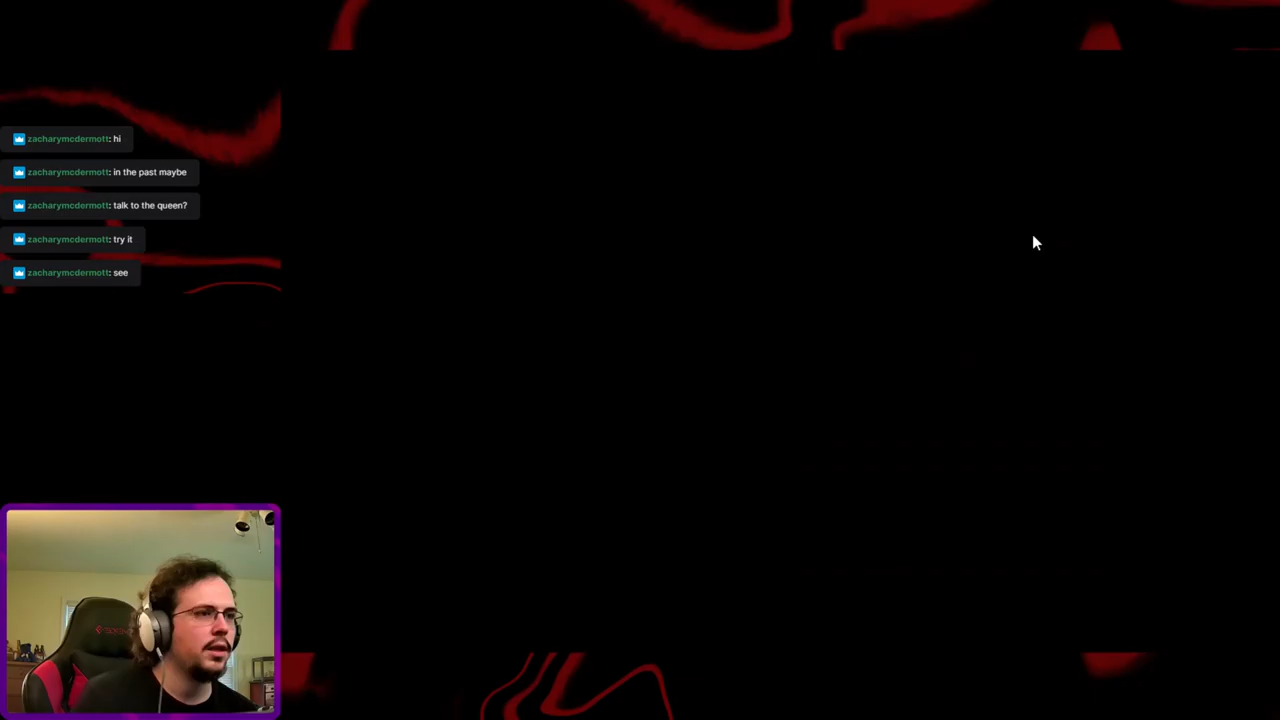 zacharymcdermott: hi
zacharymcdermott: in the past maybe
zacharymcdermott: talk to the queen?
zacharymcdermott: try it
zacharymcdermott: see